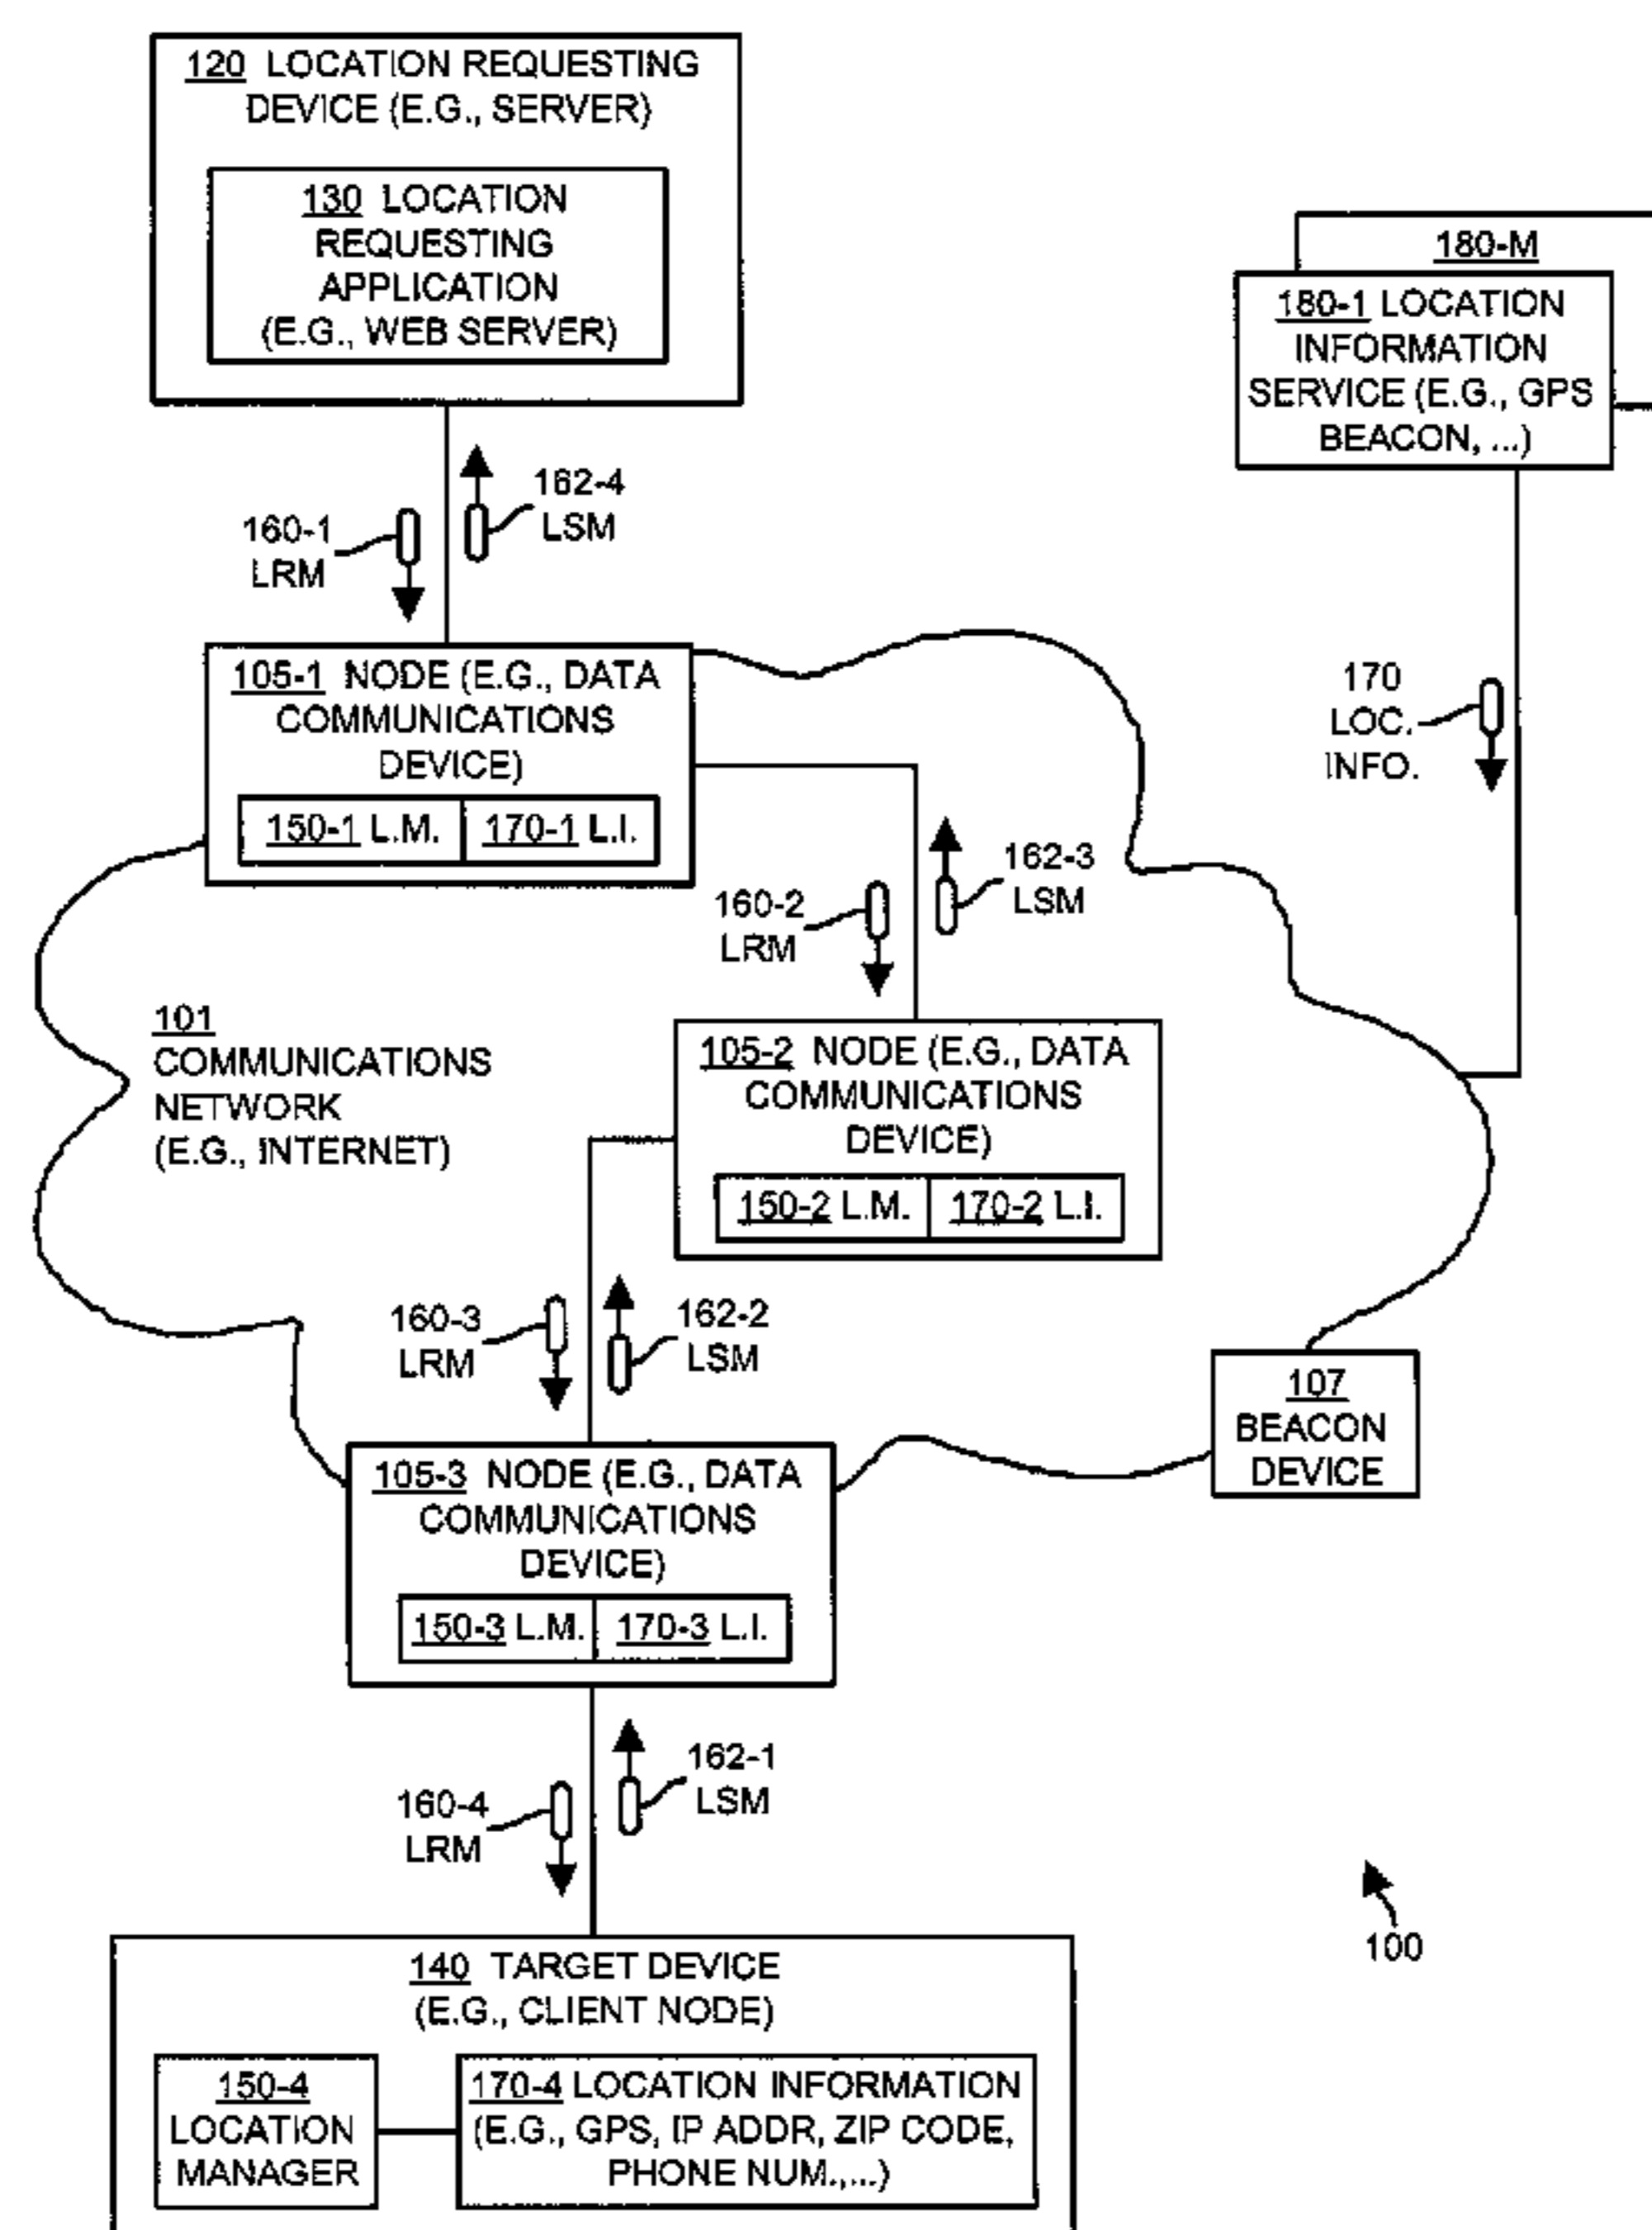 120 LOCATION REQUESTING
DEVICE (E.G., SERVER)
130 LOCATION
REQUESTING
APPLICATION
(E.G., WEB SERVER)
180-M
180-1 LOCATION
INFORMATION
SERVICE (E.G., GPS
BEACON, ...)
162-4
LSM
160-1
LRM
105-1 NODE (E.G., DATA
COMMUNICATIONS
DEVICE)
150-1 L.M. 170-1 L.I.
170
LOC.
INFO.
162-3
LSM
160-2
LRM
101
COMMUNICATIONS
NETWORK
(E.G., INTERNET)
105-2 NODE (E.G., DATA
COMMUNICATIONS
DEVICE)
150-2 L.M. 170-2 L.I.
160-3
LRM
162-2
LSM
107
BEACON
DEVICE
105-3 NODE (E.G., DATA
COMMUNICATIONS
DEVICE)
150-3 L.M. 170-3 L.I.
162-1
LSM
160-4
LRM
100
140 TARGET DEVICE
(E.G., CLIENT NODE)
150-4
LOCATION
MANAGER
170-4 LOCATION INFORMATION
(E.G., GPS, IP ADDR, ZIP CODE,
PHONE NUM.,...)